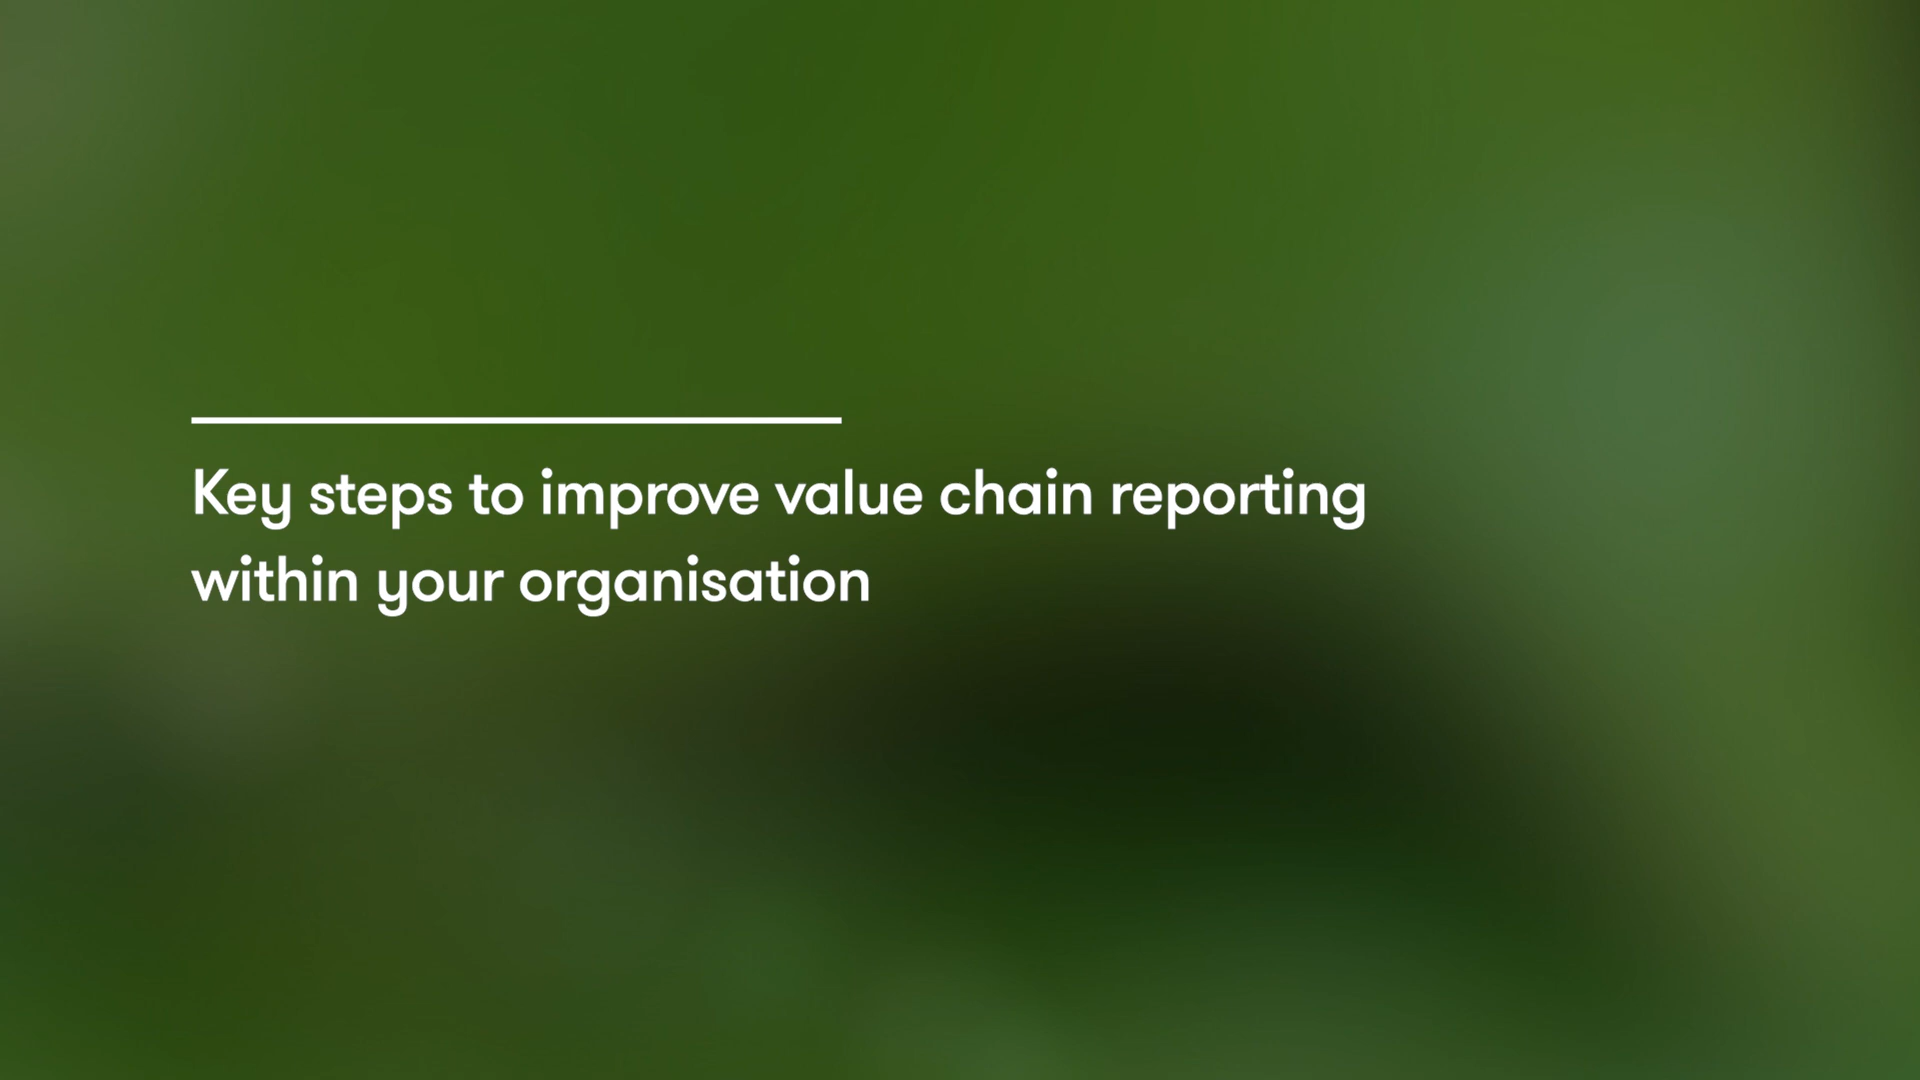 Key steps to improve value chain reporting
within your organisation